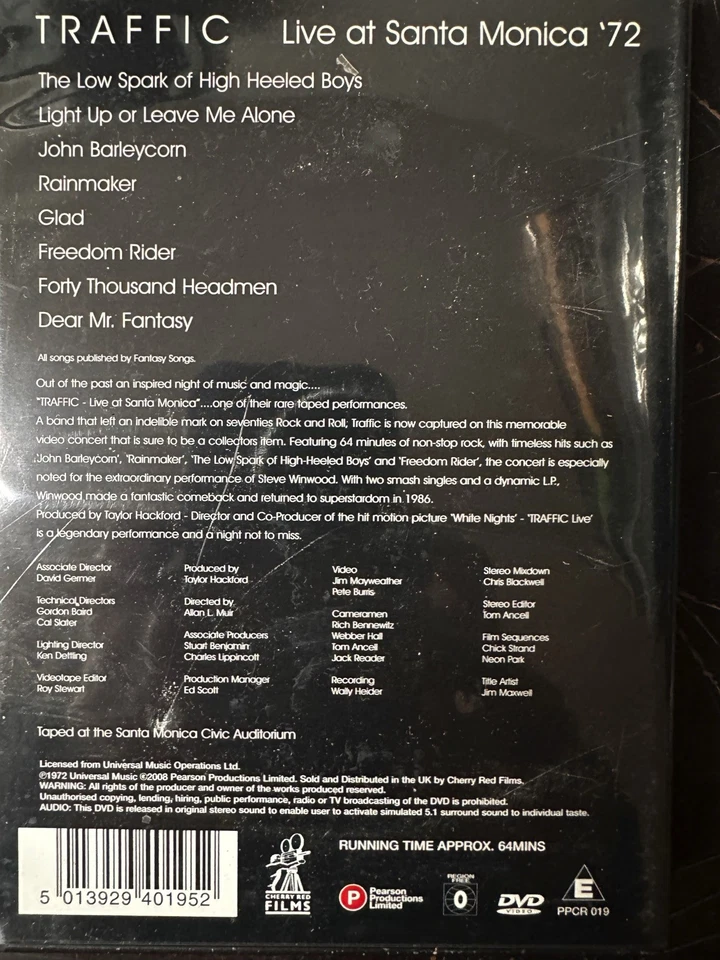 TRAFFIC Live at Santa Monica '72
The Low Spark of High Heeled Boys
Light Up or Leave Me Alone
John Barleycorn
Rainmaker
Glad
Freedom Rider
Forty Thousand Headmen
Dear Mr. Fantasy
All songs published by Fantasy Songs.
Out of the past an inspired night of music and magic....
"TRAFFIC - Live at Santa Monica"....one of their rare taped performances.
A band that left an indelible mark on seventies Rock and Roll; Traffic is now captured on this memorable
video concert that is sure to be a collectors item. Featuring 64 minutes of non-stop rock, with timeless hits such as
'John Barleycorn', 'Rainmaker', 'The Low Spark of High-Heeled Boys' and 'Freedom Rider', the concert is especially
noted for the extraordinary performance of Steve Winwood. With two smash singles and a dynamic L.P.,
Winwood made a fantastic comeback and returned to superstardom in 1986.
Produced by Taylor Hackford - Director and Co-Producer of the hit motion picture 'White Nights' - 'TRAFFIC Live'
is a legendary performance and a night not to miss.
Associate Director
David Germer
Technical Directors
Gordon Baird
Cal Slater
Lighting Director
Ken Dettling
Videotape Editor
Roy Stewart
Produced by
Taylor Hackford
Directed by
Allan L. Muir
Associate Producers
Stuart Benjamin
Charles Lippincott
Production Manager
Ed Scott
Video
Jim Mayweather
Pete Burris
Cameramen
Rich Bennewitz
Webber Hall
Tom Ancell
Jack Reader
Recording
Wally Heider
Stereo Mixdown
Chris Blackwell
Stereo Editor
Tom Ancell
Film Sequences
Chick Strand
Neon Park
Title Artist
Jim Maxwell
Taped at the Santa Monica Civic Auditorium
Licensed from Universal Music Operations Ltd.
℗1972 Universal Music ©2008 Pearson Productions Limited. Sold and Distributed in the UK by Cherry Red Films.
WARNING: All rights of the producer and owner of the works produced reserved.
Unauthorised copying, lending, hiring, public performance, radio or TV broadcasting of the DVD is prohibited.
AUDIO: This DVD is released in original stereo sound to enable user to activate simulated 5.1 surround sound to individual taste.
RUNNING TIME APPROX. 64MINS
5 013929 401952
CHERRY RED
FILMS
P
Pearson
Productions
Limited
REGION
FREE
0
DVD
VIDEO
E
PPCR 019